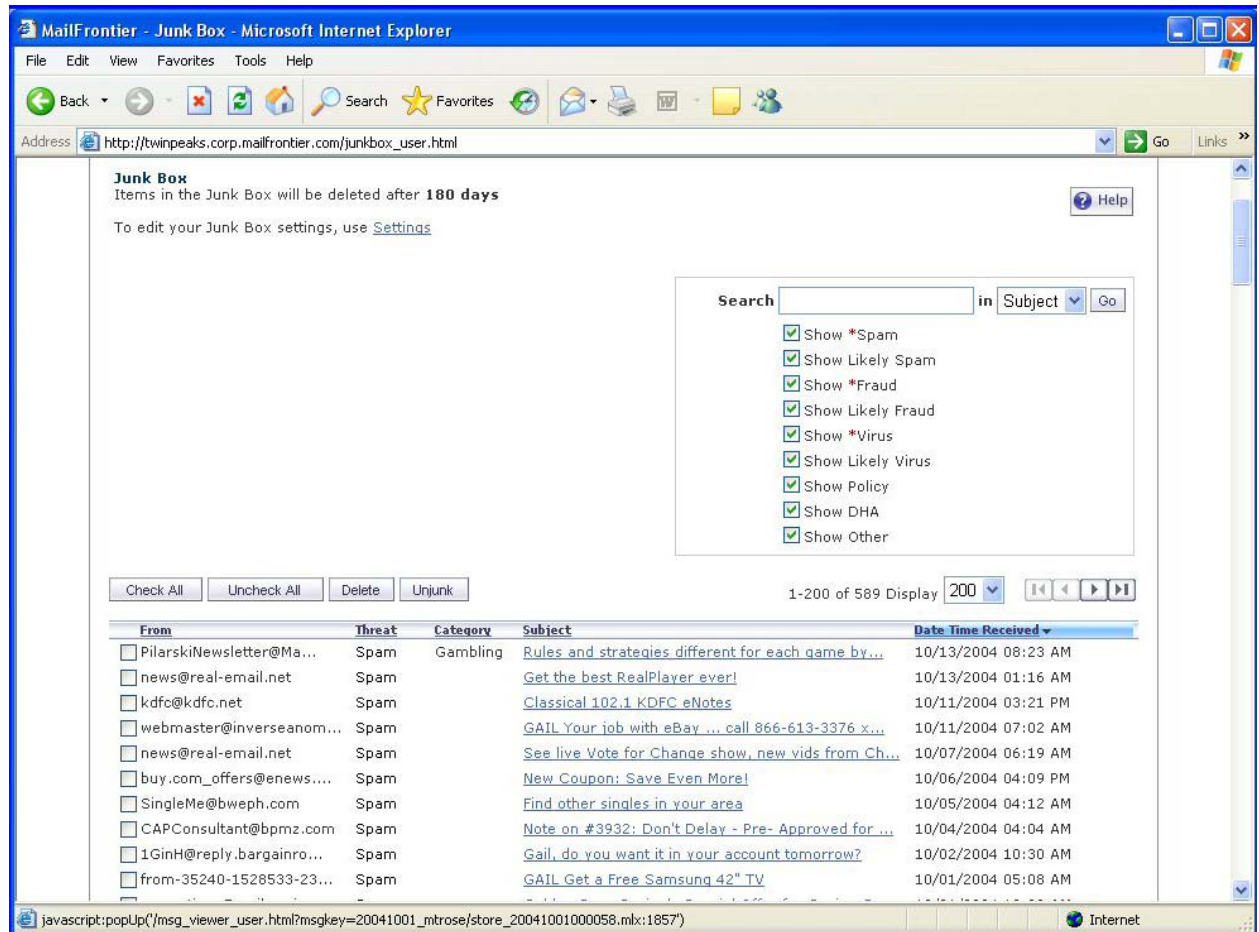 MailFrontier - Junk Box - Microsoft Internet Explorer
File Edit View Favorites Tools Help
Back Search Favorites
Address http://twinpeaks.corp.mailfrontier.com/junkbox_user.html Go Links »
Junk Box
Items in the Junk Box will be deleted after 180 days
Help
To edit your Junk Box settings, use Settings
Search in Subject Go
Show *Spam
Show Likely Spam
Show *Fraud
Show Likely Fraud
Show *Virus
Show Likely Virus
Show Policy
Show DHA
Show Other
Check All Uncheck All Delete Unjunk 1-200 of 589 Display 200
From Threat Category Subject Date Time Received
PilarskiNewsletter@Ma... Spam Gambling Rules and strategies different for each game by... 10/13/2004 08:23 AM
news@real-email.net Spam Get the best RealPlayer ever! 10/13/2004 01:16 AM
kdfc@kdfc.net Spam Classical 102.1 KDFC eNotes 10/11/2004 03:21 PM
webmaster@inverseanom... Spam GAIL Your job with eBay ... call 866-613-3376 x... 10/11/2004 07:02 AM
news@real-email.net Spam See live Vote for Change show, new vids from Ch... 10/07/2004 06:19 AM
buy.com_offers@enews.... Spam New Coupon: Save Even More! 10/06/2004 04:09 PM
SingleMe@bweph.com Spam Find other singles in your area 10/05/2004 04:12 AM
CAPConsultant@bpmz.com Spam Note on #3932: Don't Delay - Pre- Approved for ... 10/04/2004 04:04 AM
1GinH@reply.bargainro... Spam Gail, do you want it in your account tomorrow? 10/02/2004 10:30 AM
from-35240-1528533-23... Spam GAIL Get a Free Samsung 42" TV 10/01/2004 05:08 AM
javascript:popUp('/msg_viewer_user.html?msgkey=20041001_mtrose/store_20041001000058.mlx:1857') Internet